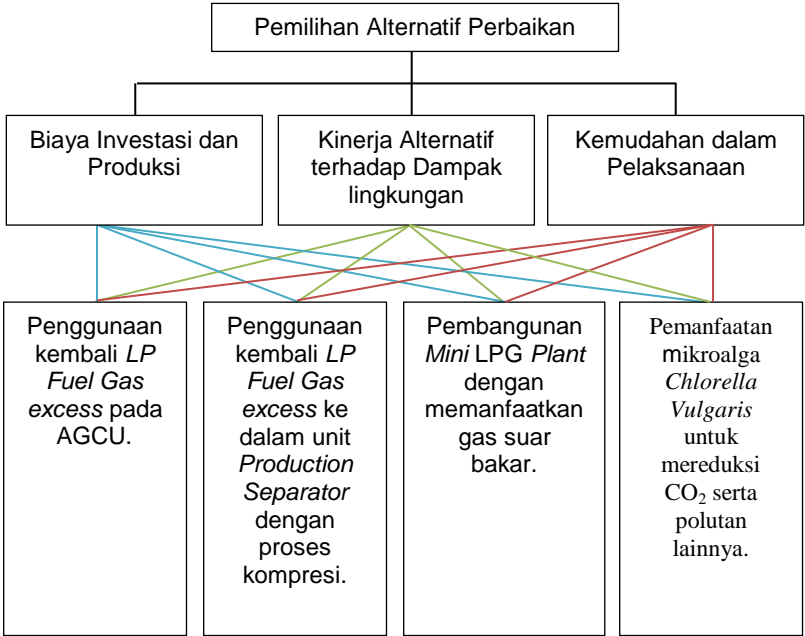 Pemilihan Alternatif Perbaikan
Biaya Investasi dan
Produksi
Kinerja Alternatif
terhadap Dampak
lingkungan
Kemudahan dalam
Pelaksanaan
Penggunaan
kembali LP
Fuel Gas
excess pada
AGCU.
Penggunaan
kembali LP
Fuel Gas
excess ke
dalam unit
Production
Separator
dengan
proses
kompresi.
Pembangunan
Mini LPG Plant
dengan
memanfaatkan
gas suar
bakar.
Pemanfaatan
mikroalga
Chlorella
Vulgaris
untuk
mereduksi
CO₂ serta
polutan
lainnya.